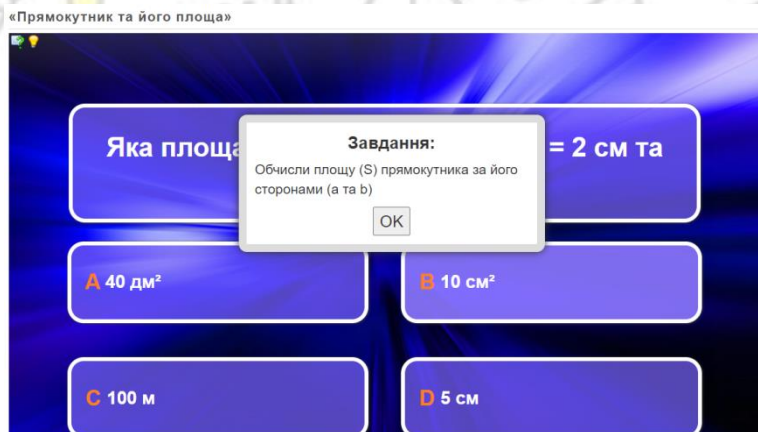 «Прямокутник та його площа»
Яка площа = 2 см та
Завдання:
Обчисли площу (S) прямокутника за його
сторонами (a та b)
OK
A 40 дм²
B 10 см²
C 100 м
D 5 см